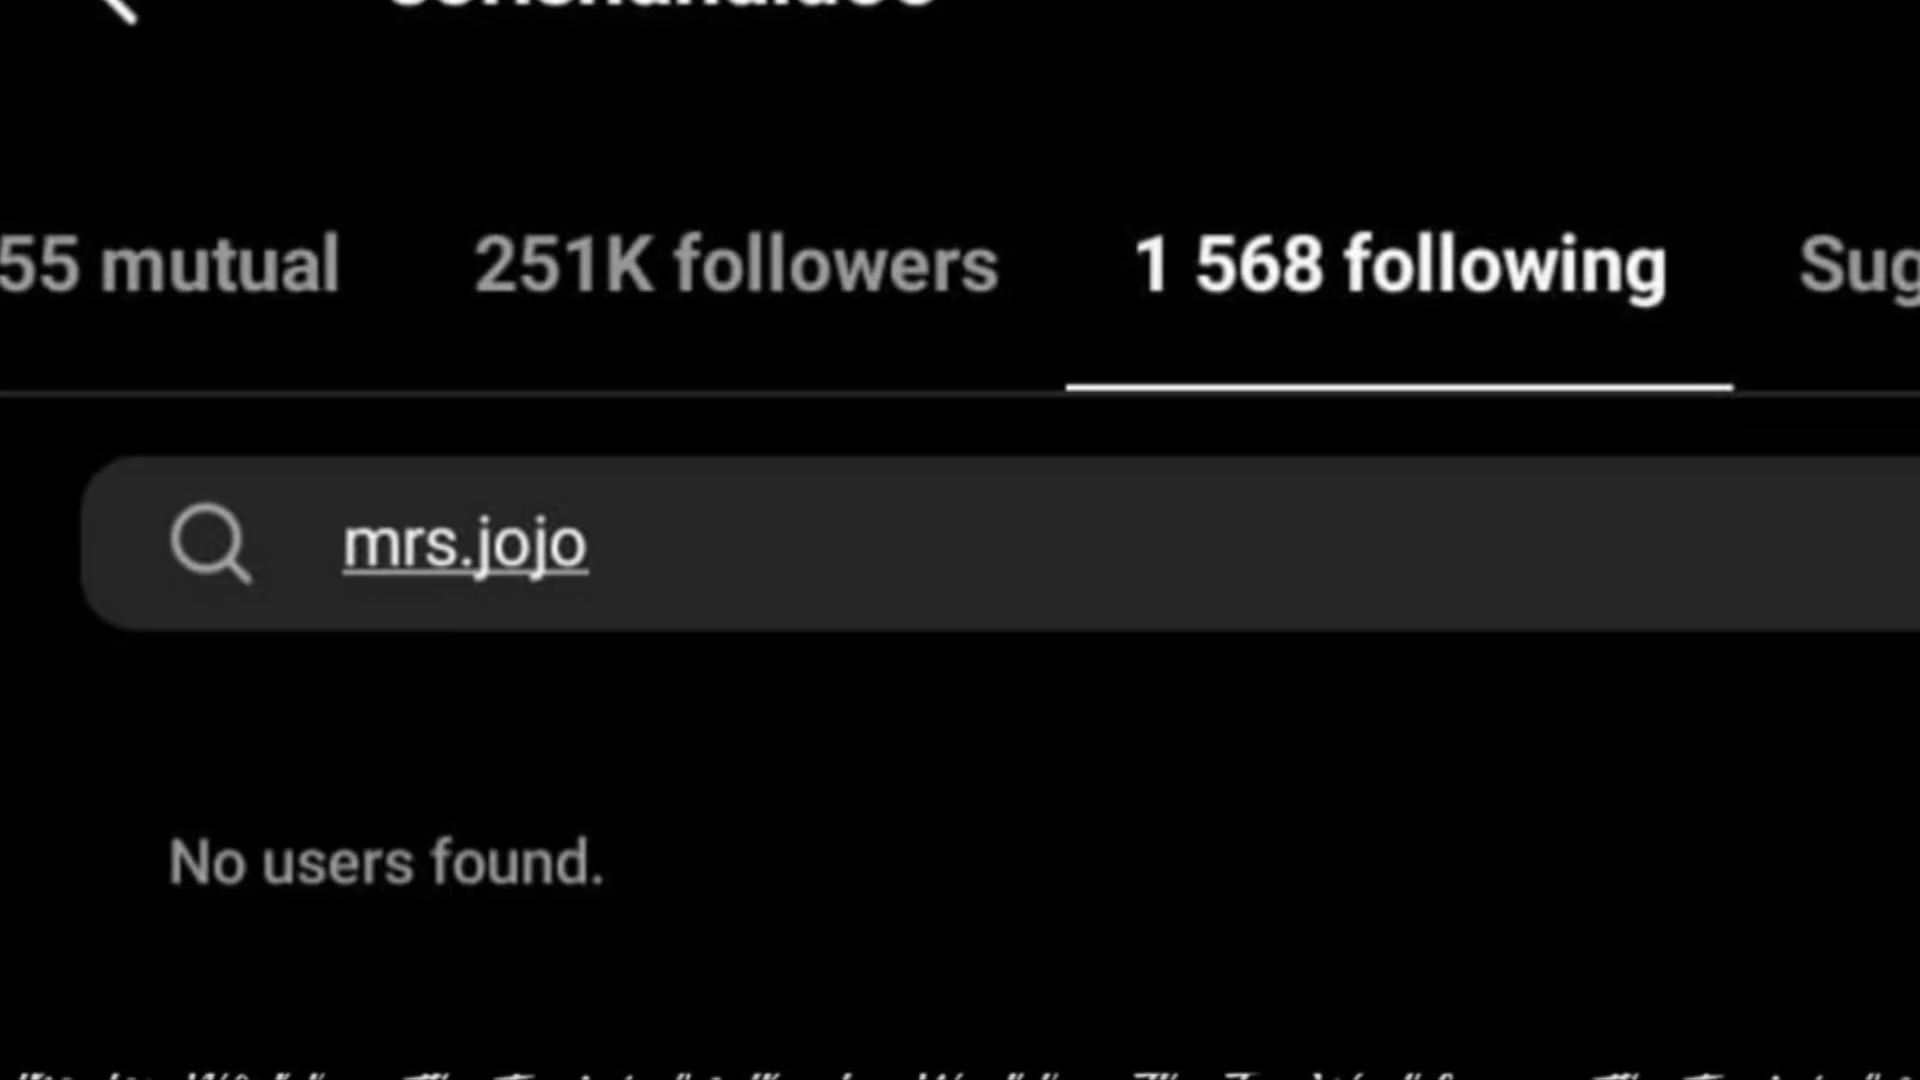 55 mutual 251K followers 1 568 following Sug
mrs.jojo
No users found.